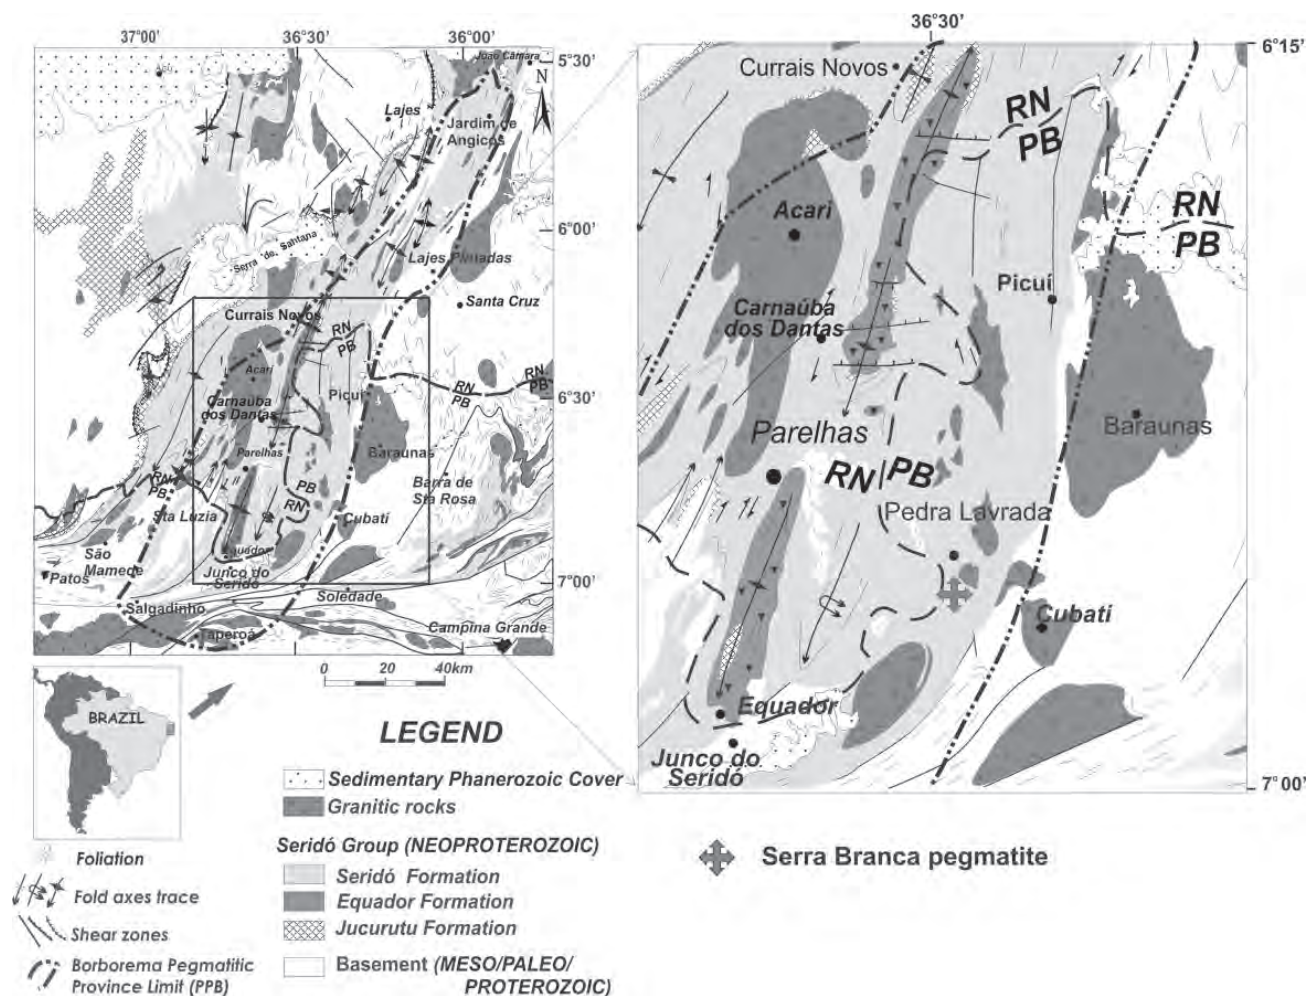 37°00'
36°30'
36°00'
João Câmara
5°30'
N
Lajes
Jardim de
Angicos
6°00'
Serra de Santana
Lajes Pintadas
Santa Cruz
Currais Novos
RN
PB
Acari
Picuí
RN
PB
RN
PB
6°30'
Carnaúba
dos Dantas
Parelhas
Baraunas
Barra de
Sta Rosa
RN
PB
PB
RN
Sta Luzia
Cubatí
São
Mamede
Equador
Junco do
Seridó
Patos
7°00'
Soledade
Salgadinho
Taperoá
Campina Grande
0 20 40km
36°30'
6°15'
Currais Novos
RN
PB
Acari
RN
PB
Picuí
Carnaúba
dos Dantas
Baraunas
Parelhas
RN PB
Pedra Lavrada
Cubati
Equador
Junco do
Seridó
7°00'
BRAZIL
LEGEND
Sedimentary Phanerozoic Cover
Granitic rocks
Seridó Group (NEOPROTEROZOIC)
Seridó Formation
Equador Formation
Jucurutu Formation
Basement (MESO/PALEO/
PROTEROZOIC)
Foliation
Fold axes trace
Shear zones
Borborema Pegmatitic
Province Limit (PPB)
Serra Branca pegmatite